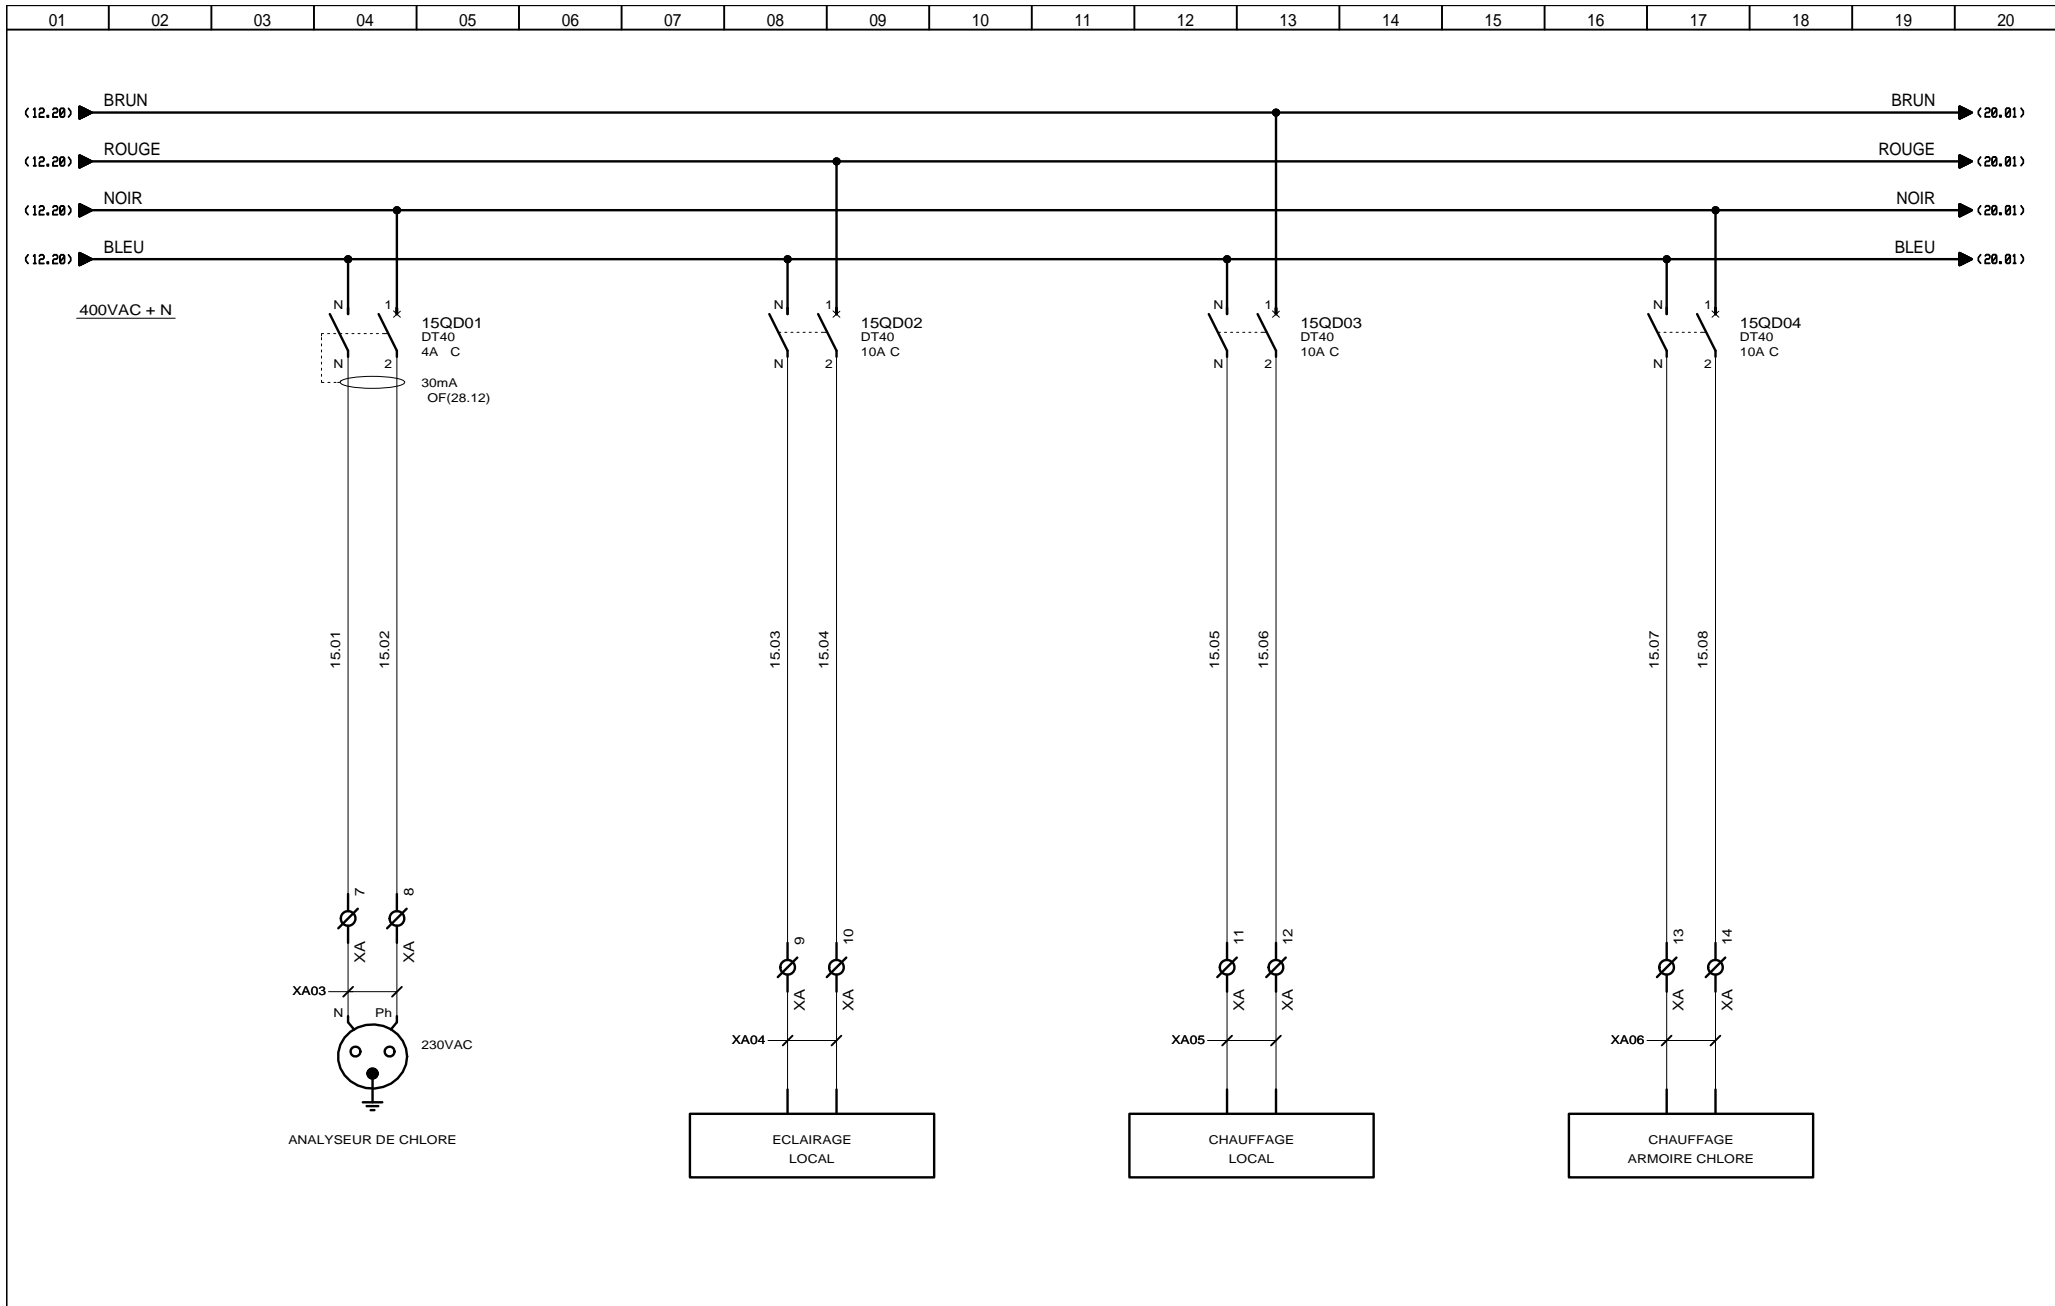 01 02 03 04 05 06 07 08 09 10 11 12 13 14 15 16 17 18 19 20
(12.20) BRUN BRUN (20.01)
(12.20) ROUGE ROUGE (20.01)
(12.20) NOIR NOIR (20.01)
(12.20) BLEU BLEU (20.01)
400VAC + N
N 1
15QD01
DT40
4A C
N 2
30mA
OF(28.12)
N 1
15QD02
DT40
10A C
N 2
N 1
15QD03
DT40
10A C
N 2
N 1
15QD04
DT40
10A C
N 2
15.01 15.02 15.03 15.04 15.05 15.06 15.07 15.08
7 8
XA XA
XA03
N Ph
230VAC
ANALYSEUR DE CHLORE
9 10
XA XA
XA04
ECLAIRAGE
LOCAL
11 12
XA XA
XA05
CHAUFFAGE
LOCAL
13 14
XA XA
XA06
CHAUFFAGE
ARMOIRE CHLORE